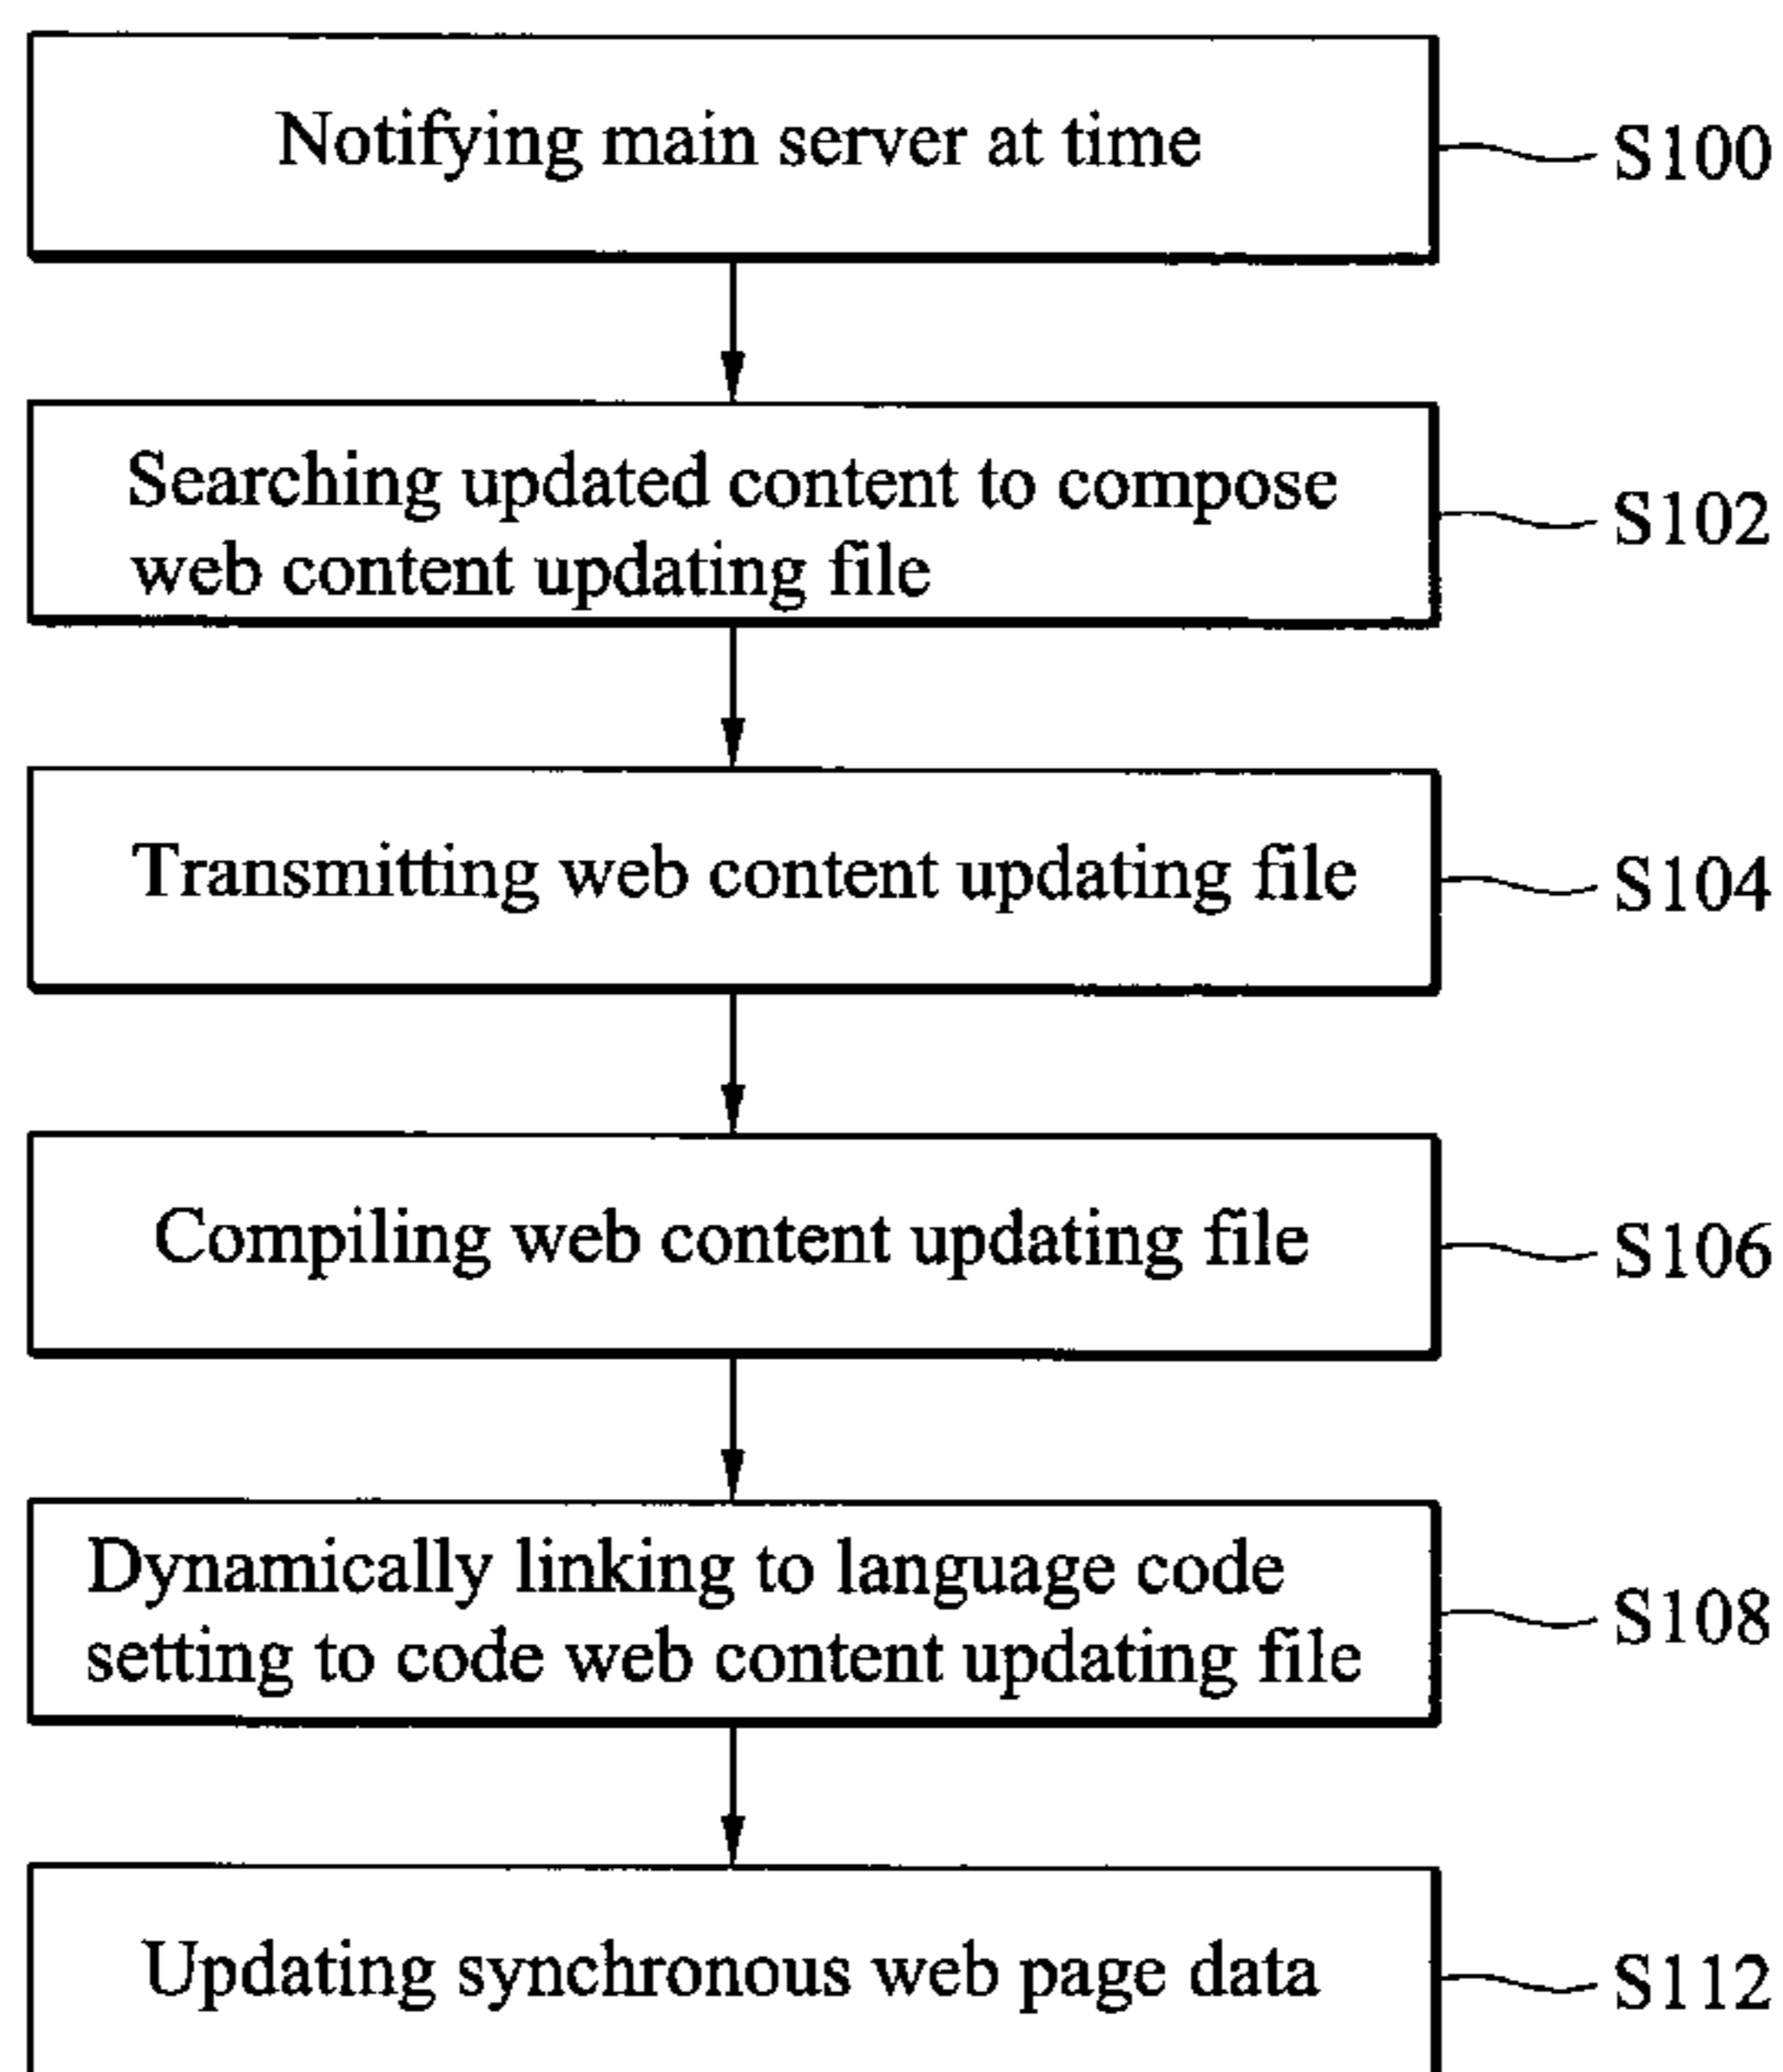 Notifying main server at time
S100
Searching updated content to compose
web content updating file
S102
Transmitting web content updating file
S104
Compiling web content updating file
S106
Dynamically linking to language code
setting to code web content updating file
S108
Updating synchronous web page data
S112